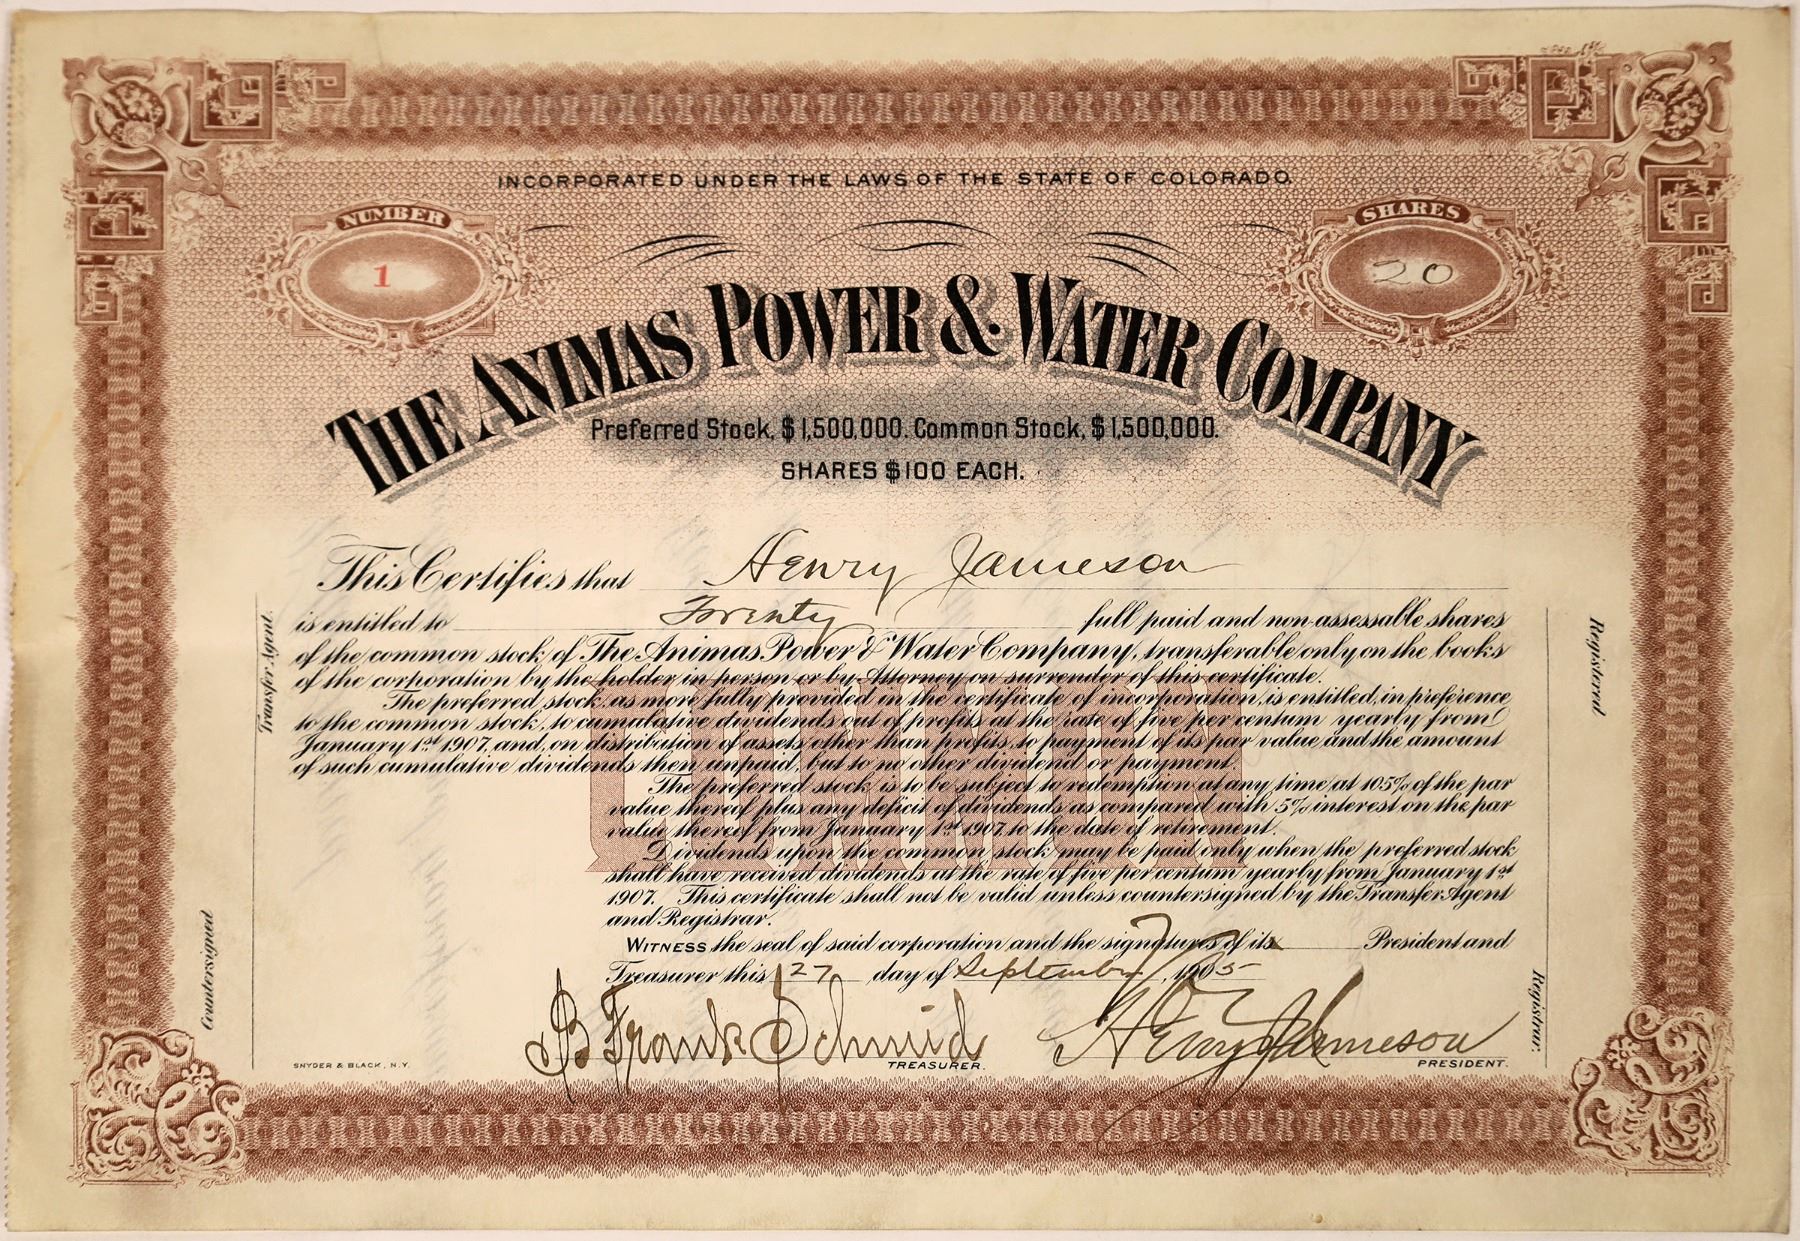 INCORPORATED UNDER THE LAWS OF THE STATE OF COLORADO.
NUMBER
1
SHARES
20
THE ANIMAS POWER & WATER COMPANY
Preferred Stock, $1,500,000. Common Stock, $1,500,000.
SHARES $100 EACH.
This Certifies that Henry Jameson
is entitled to Twenty full paid and non-assessable shares
of the common stock of The Animas Power & Water Company, transferable only on the books
of the corporation by the holder in person or by Attorney on surrender of this certificate.
The preferred stock, as more fully provided in the certificate of incorporation, is entitled, in preference
to the common stock, to cumulative dividends out of profits at the rate of five per centum yearly from
January 1st 1907, and, on distribution of assets other than profits, to payment of its par value and the amount
of such cumulative dividends then unpaid, but to no other dividend or payment.
The preferred stock is to be subject to redemption at any time at 105% of the par
value thereof plus any deficit of dividends as compared with 5% interest on the par
value thereof from January 1st 1907 to the date of retirement.
Dividends upon the common stock may be paid only when the preferred stock
shall have received dividends at the rate of five per centum yearly from January 1st
1907. This certificate shall not be valid unless countersigned by the Transfer Agent
and Registrar.
WITNESS the seal of said corporation and the signatures of its President and
Treasurer this 27 day of September, 1905
COMMON
B Frank Schmid
TREASURER.
Henry Jameson
PRESIDENT.
SNYDER & BLACK, N.Y.
Countersigned
Transfer Agent.
Registered
Registrar.